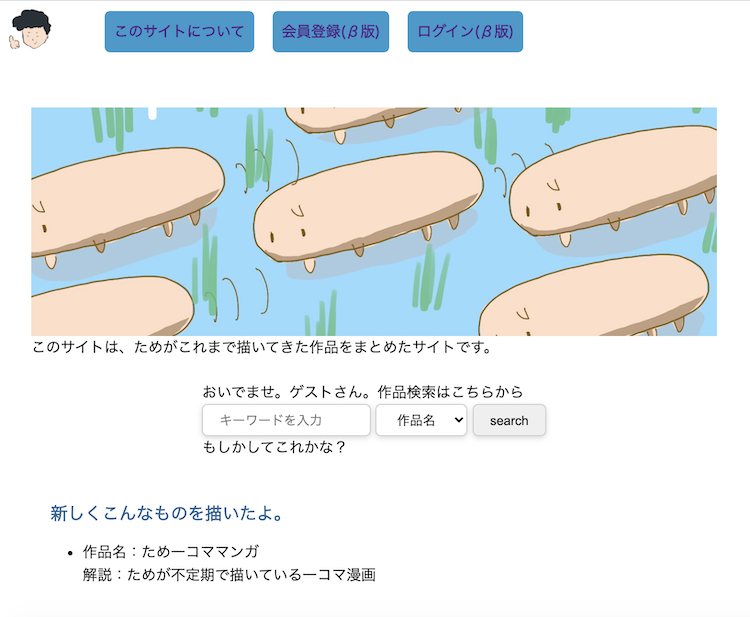 このサイトについて
会員登録(β版)
ログイン(β版)
このサイトは、ためがこれまで描いてきた作品をまとめたサイトです。
おいでませ。ゲストさん。作品検索はこちらから
キーワードを入力
作品名
search
もしかしてこれかな？
新しくこんなものを描いたよ。
• 作品名：ため一コママンガ
解説：ためが不定期で描いている一コマ漫画